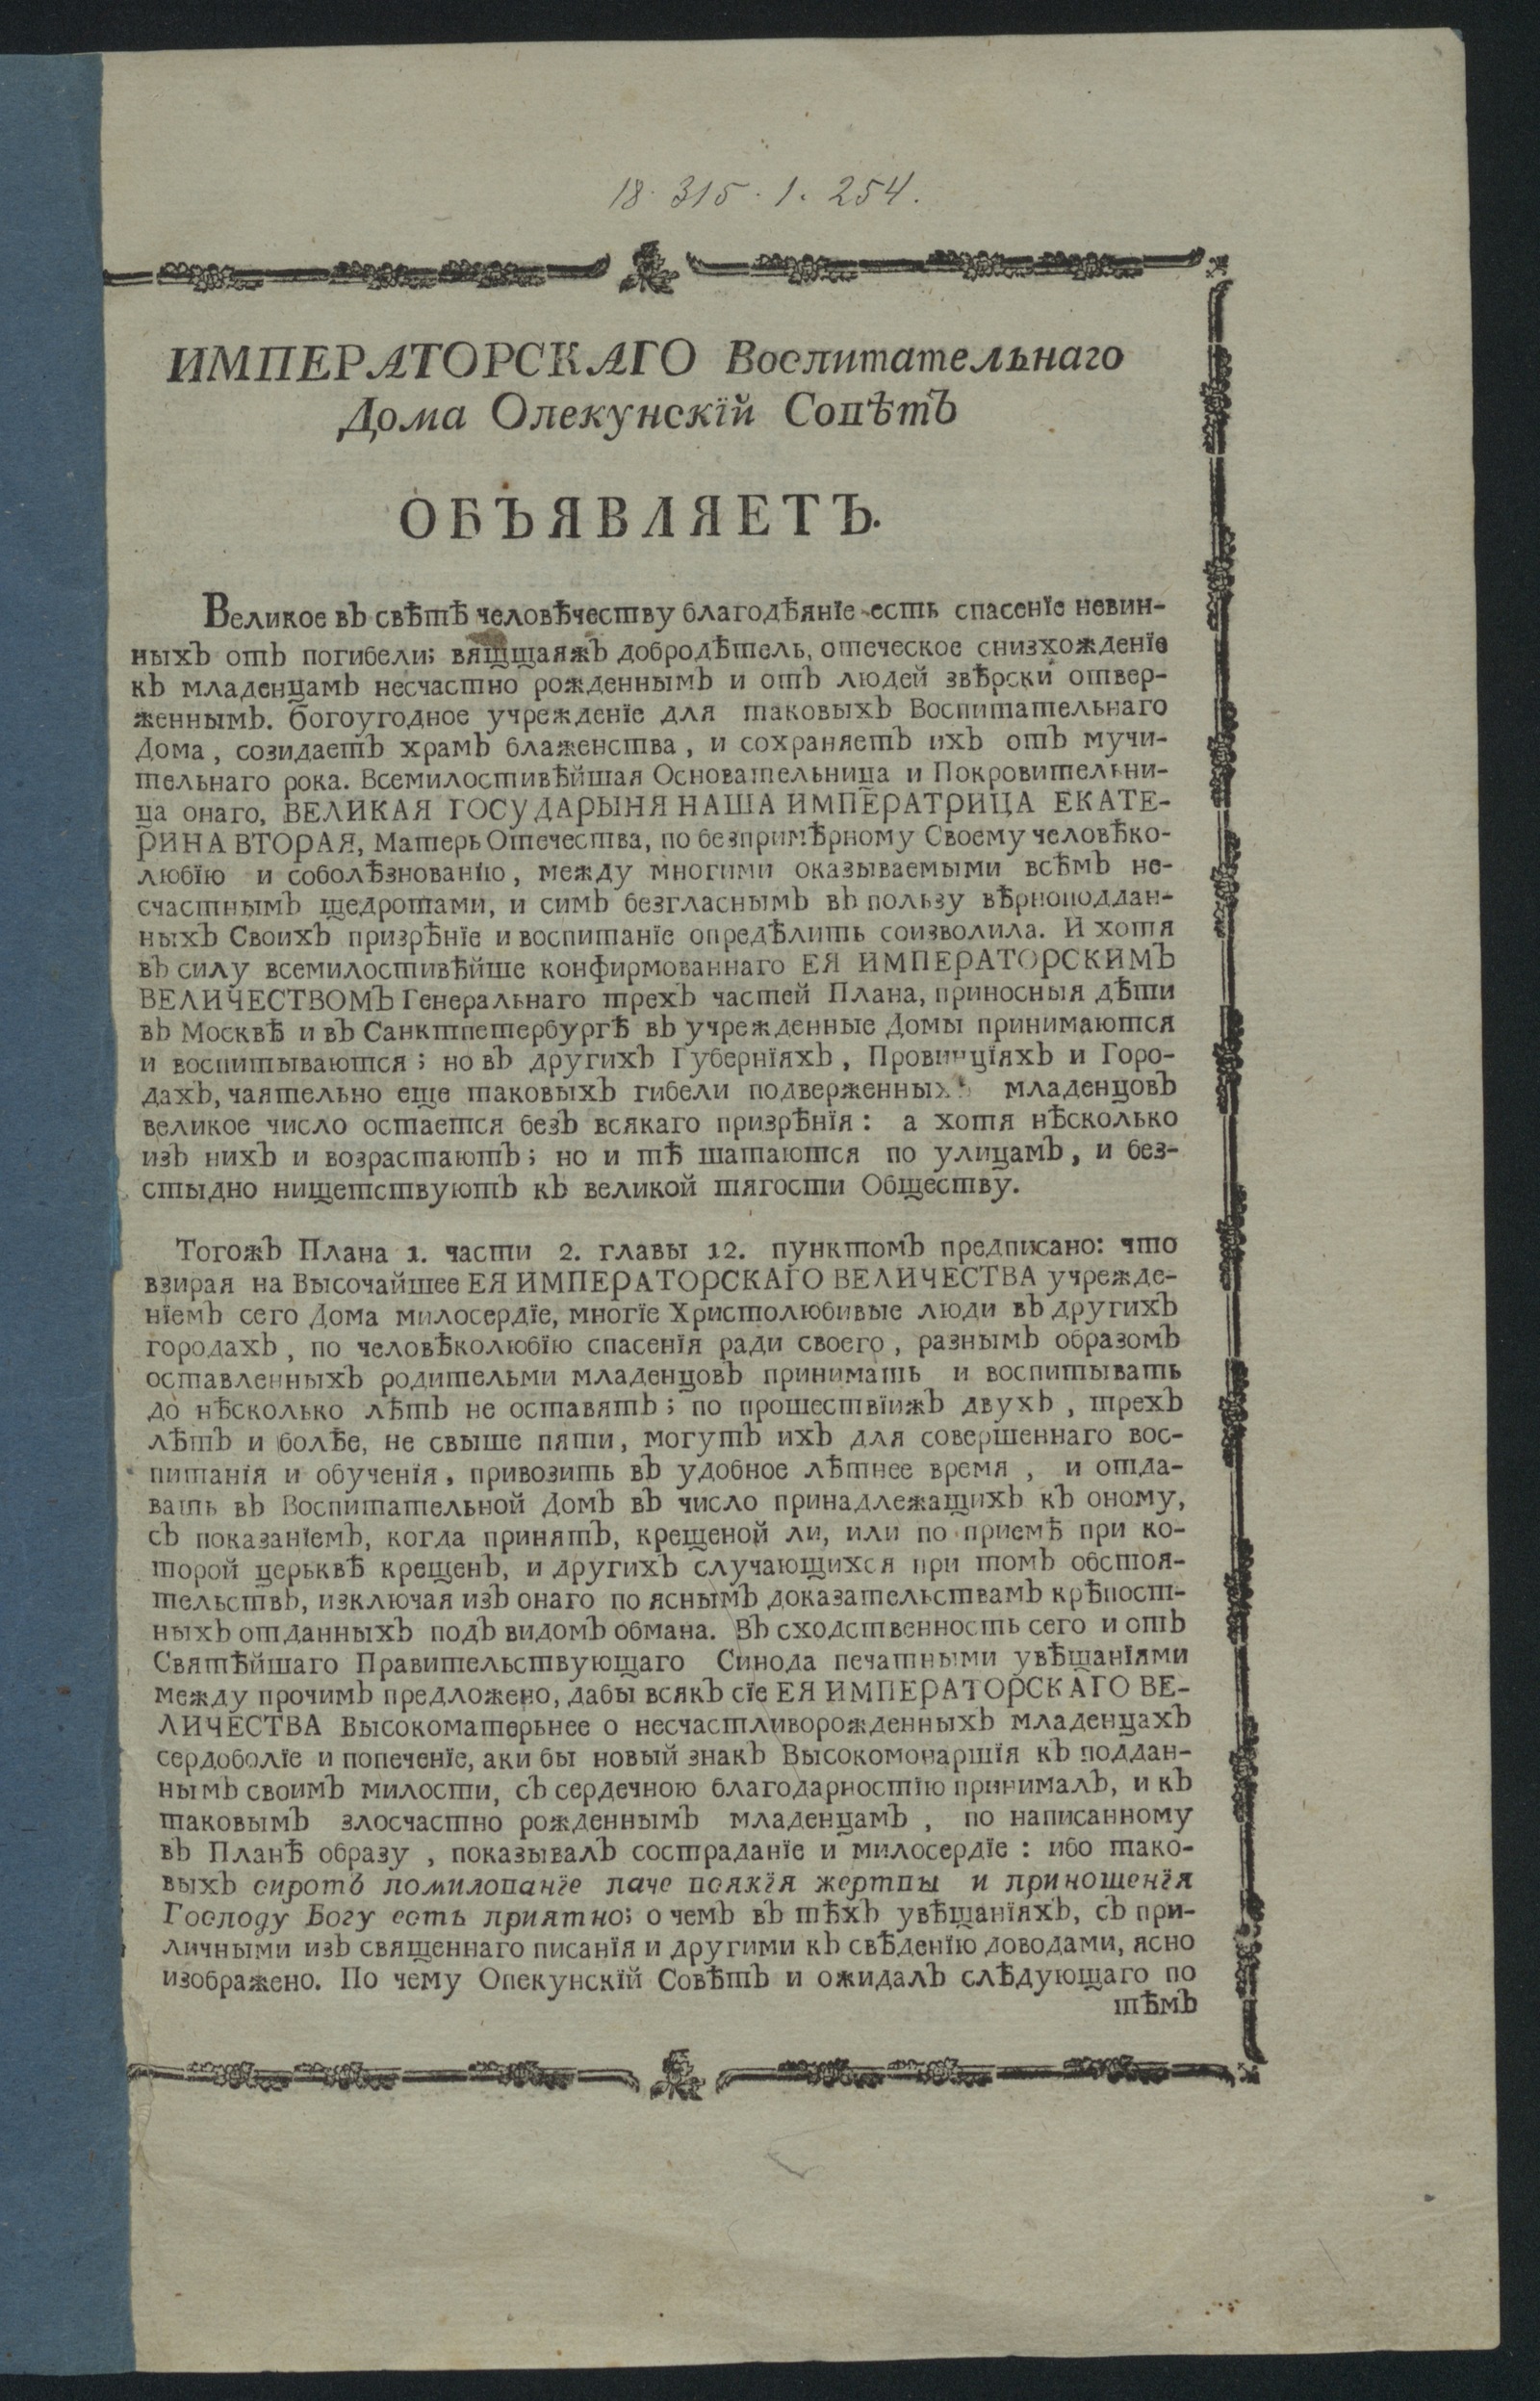 18. 315. 1. 254.
ИМПЕРАТОРСКАГО Воспитательнаго
Дома Опекунскїй Совѣтъ
ОБЪЯВЛЯЕТЪ.
Великое въ свѣтѣ человѣчеству благодѣянїе есть спасенїе невин-
ныхъ отъ погибели; вящщаяжъ добродѣтель, отеческое снизхожденїе
къ младенцамъ несчастно рожденнымъ и отъ людей звѣрски отвер-
женнымъ. богоугодное учрежденїе для таковыхъ Воспитательнаго
Дома, созидаетъ храмъ блаженства, и сохраняетъ ихъ отъ мучи-
тельнаго рока. Всемилостивѣйшая Основательница и Покровительни-
ца онаго, ВЕЛИКАЯ ГОСУДАРЫНЯ НАША ИМПЕРАТРИЦА ЕКАТЕ-
РИНА ВТОРАЯ, Матерь Отечества, по безпримѣрному Своему человѣко-
любїю и соболѣзнованїю, между многими оказываемыми всѣмъ не-
счастнымъ щедротами, и симъ безгласнымъ въ пользу вѣрноподдан-
ныхъ Своихъ призрѣнїе и воспитанїе опредѣлить соизволила. И хотя
въ силу всемилостивѣйше конфирмованнаго ЕЯ ИМПЕРАТОРСКИМЪ
ВЕЛИЧЕСТВОМЪ Генеральнаго трехъ частей Плана, приносныя дѣти
въ Москвѣ и въ Санктпетербургѣ въ учрежденные Домы принимаются
и воспитываются; но въ другихъ Губернїяхъ, Провинцїяхъ и Горо-
дахъ, чаятельно еще таковыхъ гибели подверженныхъ младенцовъ
великое число остается безъ всякаго призрѣнїя: а хотя нѣсколько
изъ нихъ и возрастаютъ; но и тѣ шатаются по улицамъ, и без-
стыдно нищетствуютъ къ великой тягости Обществу.
Тогожъ Плана 1. части 2. главы 12. пунктомъ предписано: что
взирая на Высочайшее ЕЯ ИМПЕРАТОРСКАГО ВЕЛИЧЕСТВА учрежде-
нїемъ сего Дома милосердїе, многїе Христолюбивые люди въ другихъ
городахъ, по человѣколюбїю спасенїя ради своего, разнымъ образомъ
оставленныхъ родительми младенцовъ принимать и воспитывать
до нѣсколько лѣтъ не оставятъ; по прошествїижъ двухъ, трехъ
лѣтъ и болѣе, не свыше пяти, могутъ ихъ для совершеннаго вос-
питанїя и обученїя, привозить въ удобное лѣтнее время, и отда-
вать въ Воспитательной Домъ въ число принадлежащихъ къ оному,
съ показанїемъ, когда принятъ, крещеной ли, или по приемѣ при ко-
торой церьквѣ крещенъ, и другихъ случающихся при томъ обстоя-
тельствъ, изключая изъ онаго по яснымъ доказательствамъ крѣпост-
ныхъ отданныхъ подъ видомъ обмана. Въ сходственность сего и отъ
Святѣйшаго Правительствующаго Синода печатными увѣщанїями
между прочимъ предложено, дабы всякъ сїе ЕЯ ИМПЕРАТОРСКАГО ВЕ-
ЛИЧЕСТВА Высокоматерьнее о несчастливорожденныхъ младенцахъ
сердоболїе и попеченїе, аки бы новый знакъ Высокомонаршїя къ поддан-
нымъ своимъ милости, съ сердечною благодарностїю принималъ, и къ
таковымъ злосчастно рожденнымъ младенцамъ, по написанному
въ Планѣ образу, показывалъ состраданїе и милосердїе: ибо тако-
выхъ сиротъ помилованїе паче всякїя жертвы и приношенїя
Господу Богу есть прїятно; о чемъ въ тѣхъ увѣщанїяхъ, съ при-
личными изъ священнаго писанїя и другими къ свѣденїю доводами, ясно
изображено. По чему Опекунскїй Совѣтъ и ожидалъ слѣдующаго по
тѣмъ